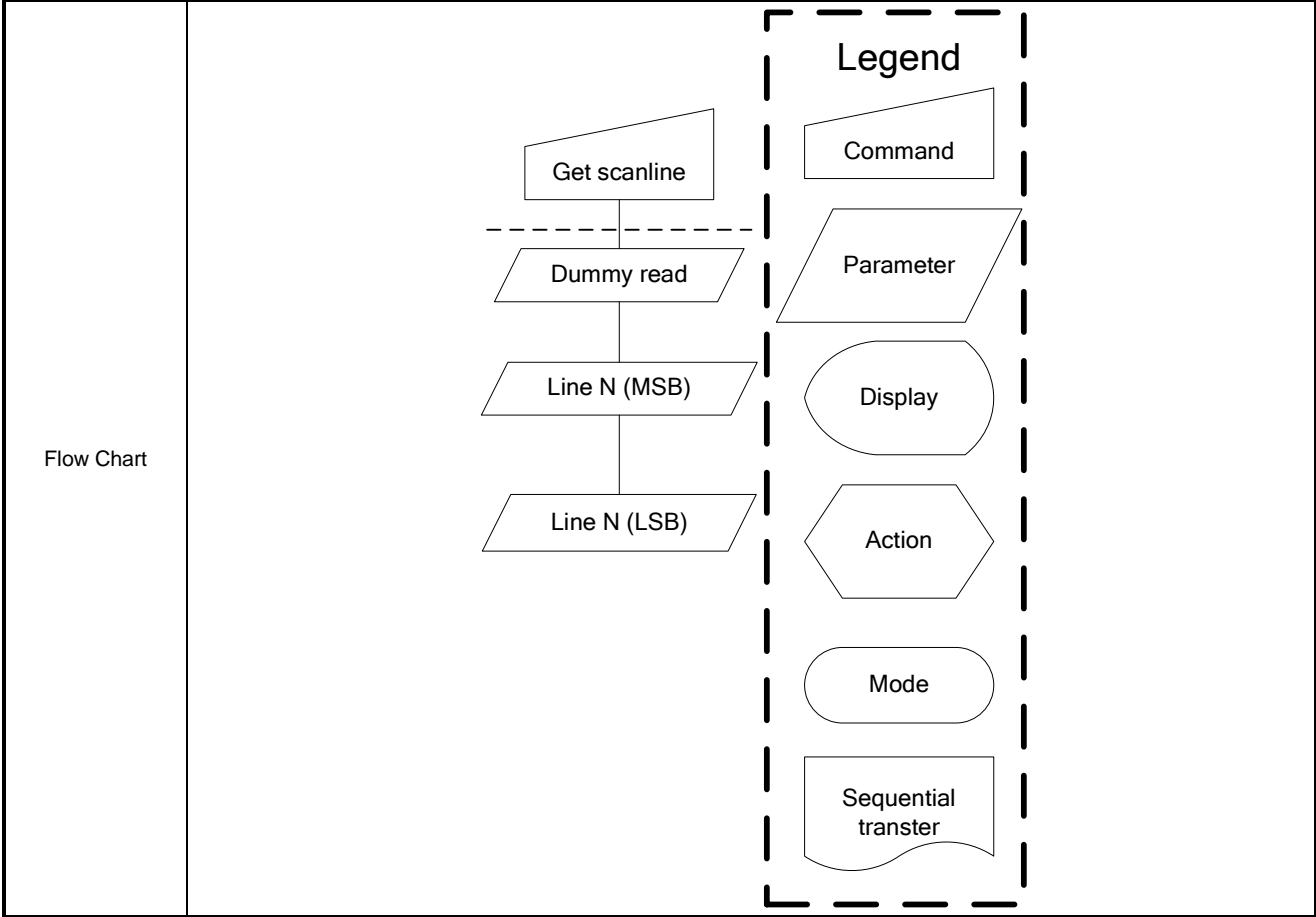 Flow Chart
Get scanline
Dummy read
Line N (MSB)
Line N (LSB)
Legend
Command
Parameter
Display
Action
Mode
Sequential
transter